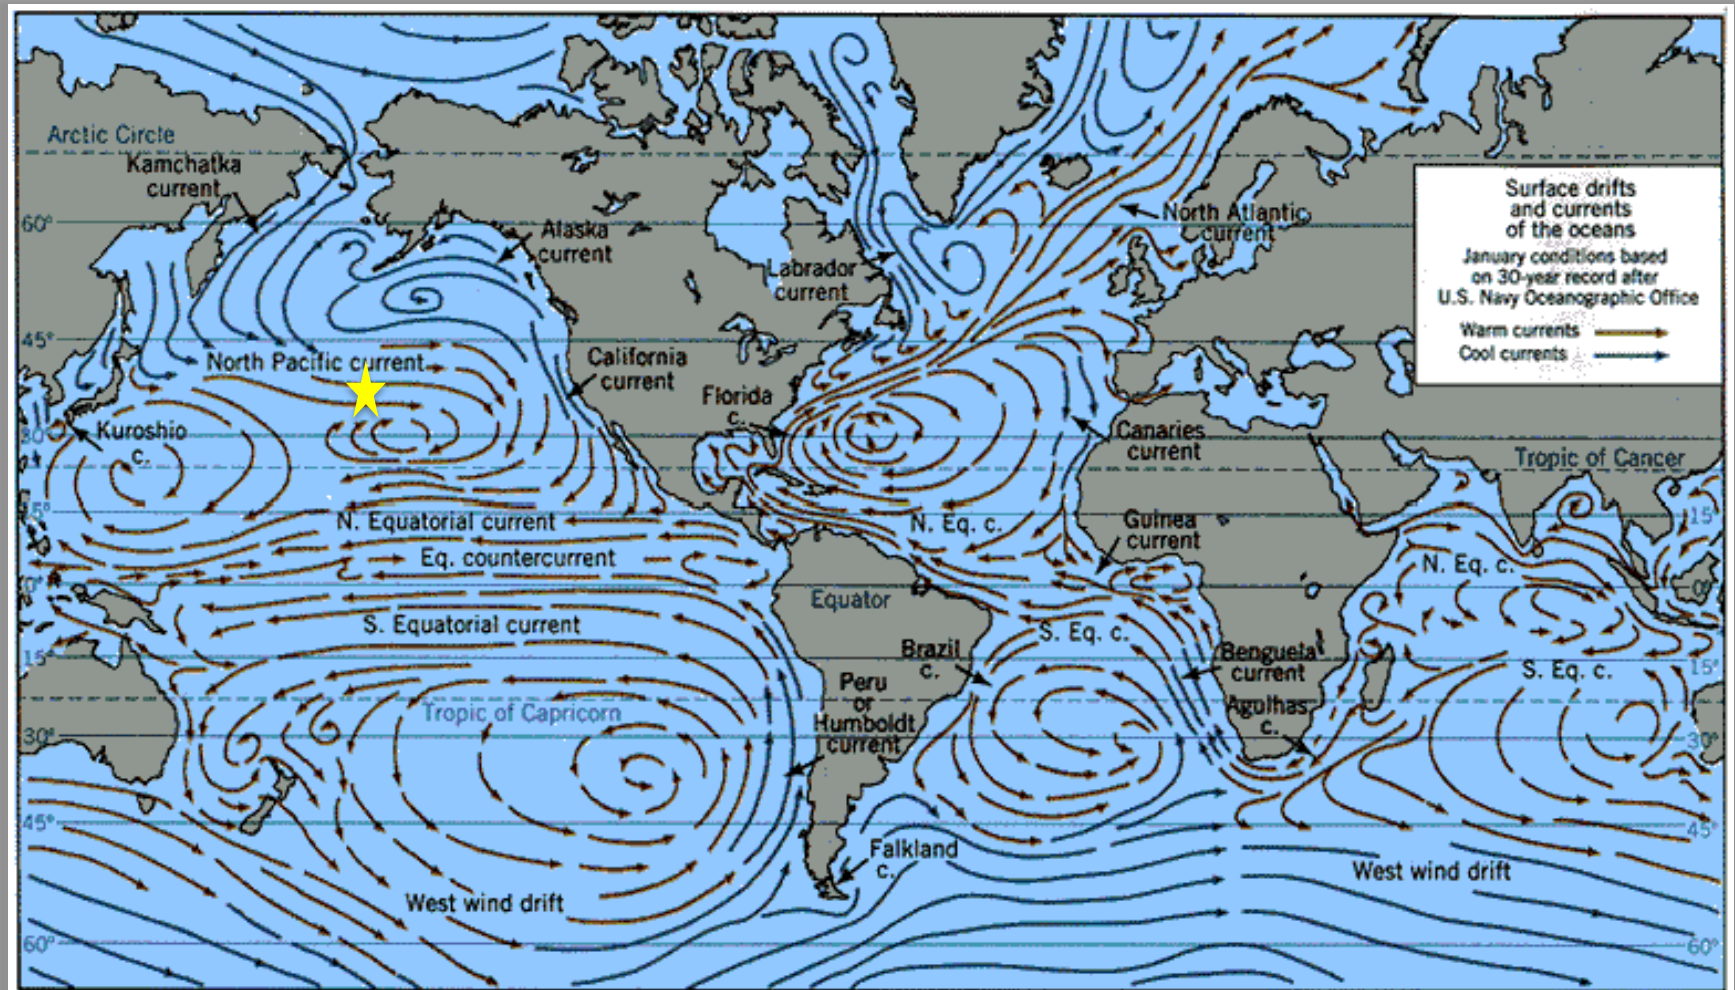 Arctic Circle
Kamchatka
current
60°
Alaska
current
North Atlantic
current
Labrador
current
Surface drifts
and currents
of the oceans
January conditions based
on 30-year record after
U.S. Navy Oceanographic Office
Warm currents
Cool currents
45°
North Pacific current
California
current
Florida
c.
30°
Kuroshio
c.
Canaries
current
Tropic of Cancer
15°
N. Equatorial current
N. Eq. c.
Guinea
current
15°
Eq. countercurrent
N. Eq. c.
0°
Equator
0°
S. Equatorial current
S. Eq. c.
15°
Brazil
c.
Benguela
current
S. Eq. c.
15°
Peru
or
Humboldt
current
Tropic of Capricorn
Agulhas
c.
30°
30°
45°
45°
Falkland
c.
West wind drift
West wind drift
60°
60°